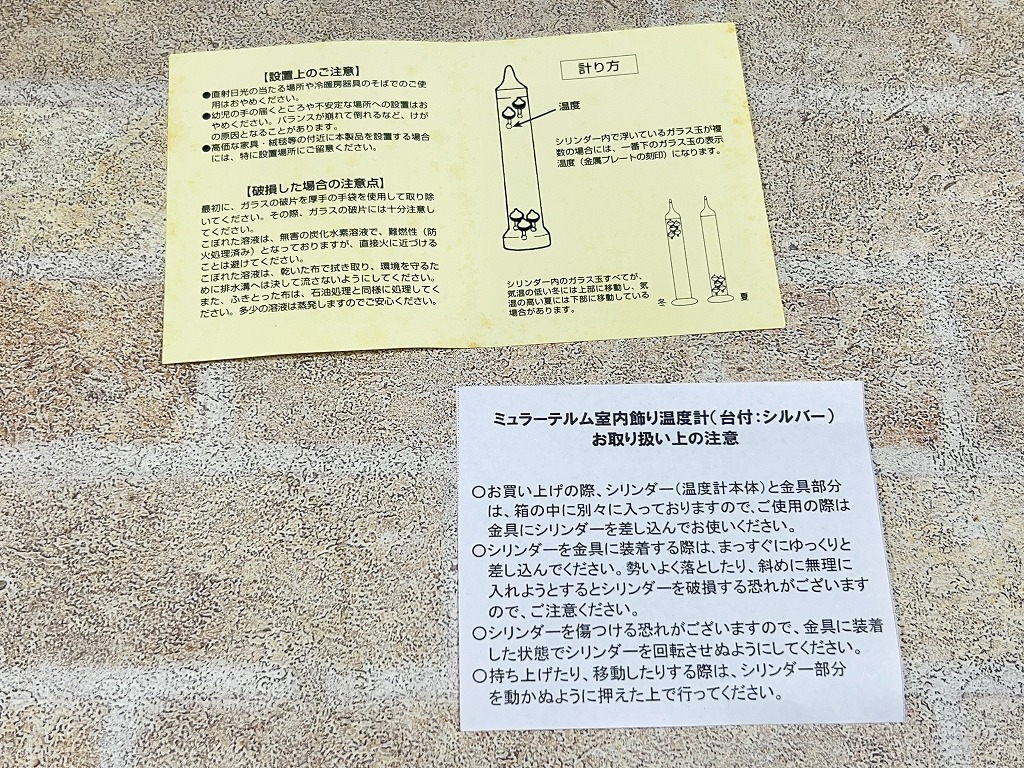 【設置上のご注意】
●直射日光の当たる場所や冷暖房器具のそばでのご使
用はおやめください。
●幼児の手の届くところや不安定な場所への設置はお
やめください。バランスが崩れて倒れるなど、けが
の原因となることがあります。
●高価な家具・絨毯等の付近に本製品を設置する場合
には、特に設置場所にご留意ください。
【破損した場合の注意点】
最初に、ガラスの破片を厚手の手袋を使用して取り除
いてください。その際、ガラスの破片には十分注意し
てください。
こぼれた溶液は、無害の炭化水素溶液で、難燃性（防
火処理済み）となっておりますが、直接火に近づける
ことは避けてください。
こぼれた溶液は、乾いた布で拭き取り、環境を守るた
めに排水溝へは決して流さないようにしてください。
また、ふきとった布は、石油処理と同様に処理してく
ださい。多少の溶液は蒸発しますのでご安心ください。
計り方
温度
シリンダー内で浮いているガラス玉が複
数の場合には、一番下のガラス玉の表示
温度（金属プレートの刻印）になります。
シリンダー内のガラス玉すべてが、
気温の低い冬には上部に移動し、気
温の高い夏には下部に移動している
場合があります。
冬
夏
ミュラーテルム室内飾り温度計（台付：シルバー）
お取り扱い上の注意
○お買い上げの際、シリンダー（温度計本体）と金具部分
は、箱の中に別々に入っておりますので、ご使用の際は
金具にシリンダーを差し込んでお使いください。
○シリンダーを金具に装着する際は、まっすぐにゆっくりと
差し込んでください。勢いよく落としたり、斜めに無理に
入れようとするとシリンダーを破損する恐れがございます
ので、ご注意ください。
○シリンダーを傷つける恐れがございますので、金具に装着
した状態でシリンダーを回転させぬようにしてください。
○持ち上げたり、移動したりする際は、シリンダー部分
を動かぬように押えた上で行ってください。